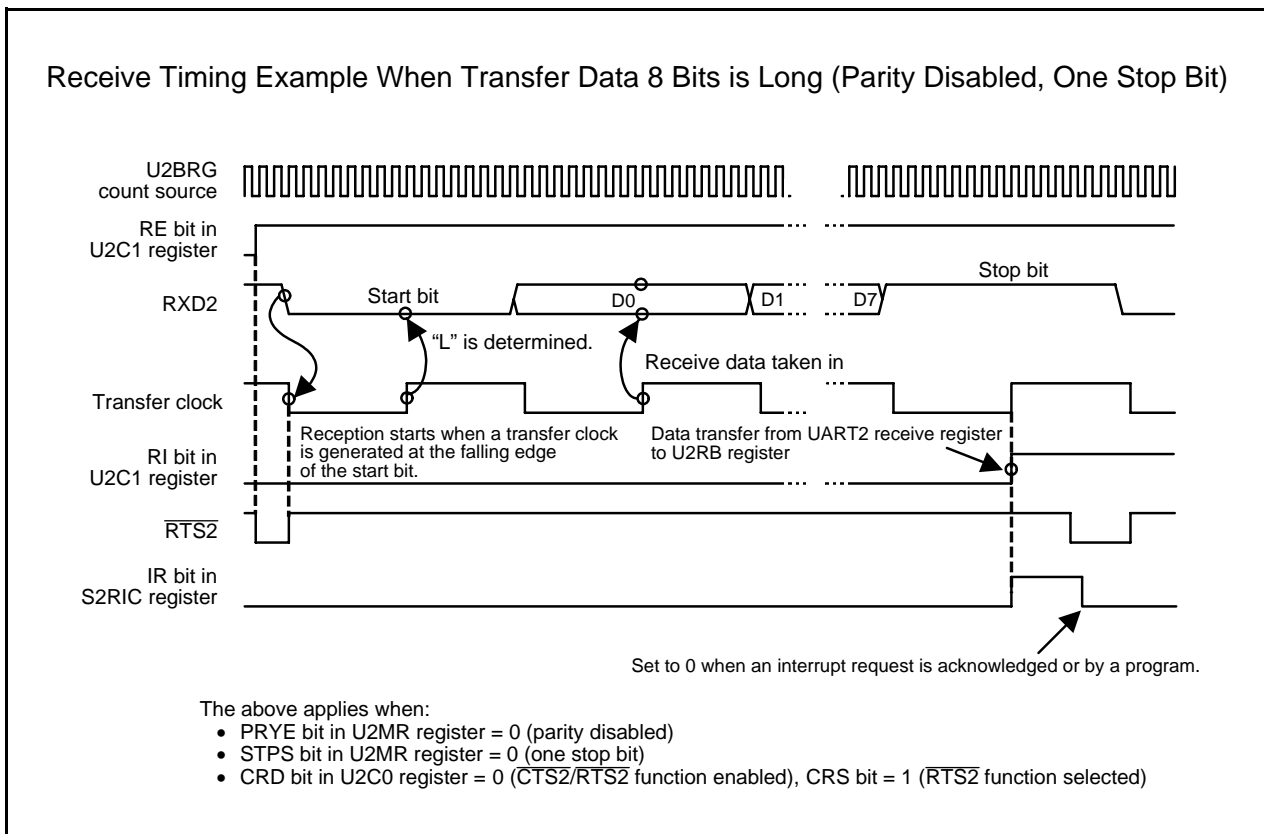 Receive Timing Example When Transfer Data 8 Bits is Long (Parity Disabled, One Stop Bit)
U2BRG
count source
RE bit in
U2C1 register
Stop bit
RXD2
Start bit
D0
D1
D7
“L” is determined.
Receive data taken in
Transfer clock
Reception starts when a transfer clock
is generated at the falling edge
of the start bit.
Data transfer from UART2 receive register
to U2RB register
RI bit in
U2C1 register
RTS2
IR bit in
S2RIC register
Set to 0 when an interrupt request is acknowledged or by a program.
The above applies when:
• PRYE bit in U2MR register = 0 (parity disabled)
• STPS bit in U2MR register = 0 (one stop bit)
• CRD bit in U2C0 register = 0 (CTS2/RTS2 function enabled), CRS bit = 1 (RTS2 function selected)